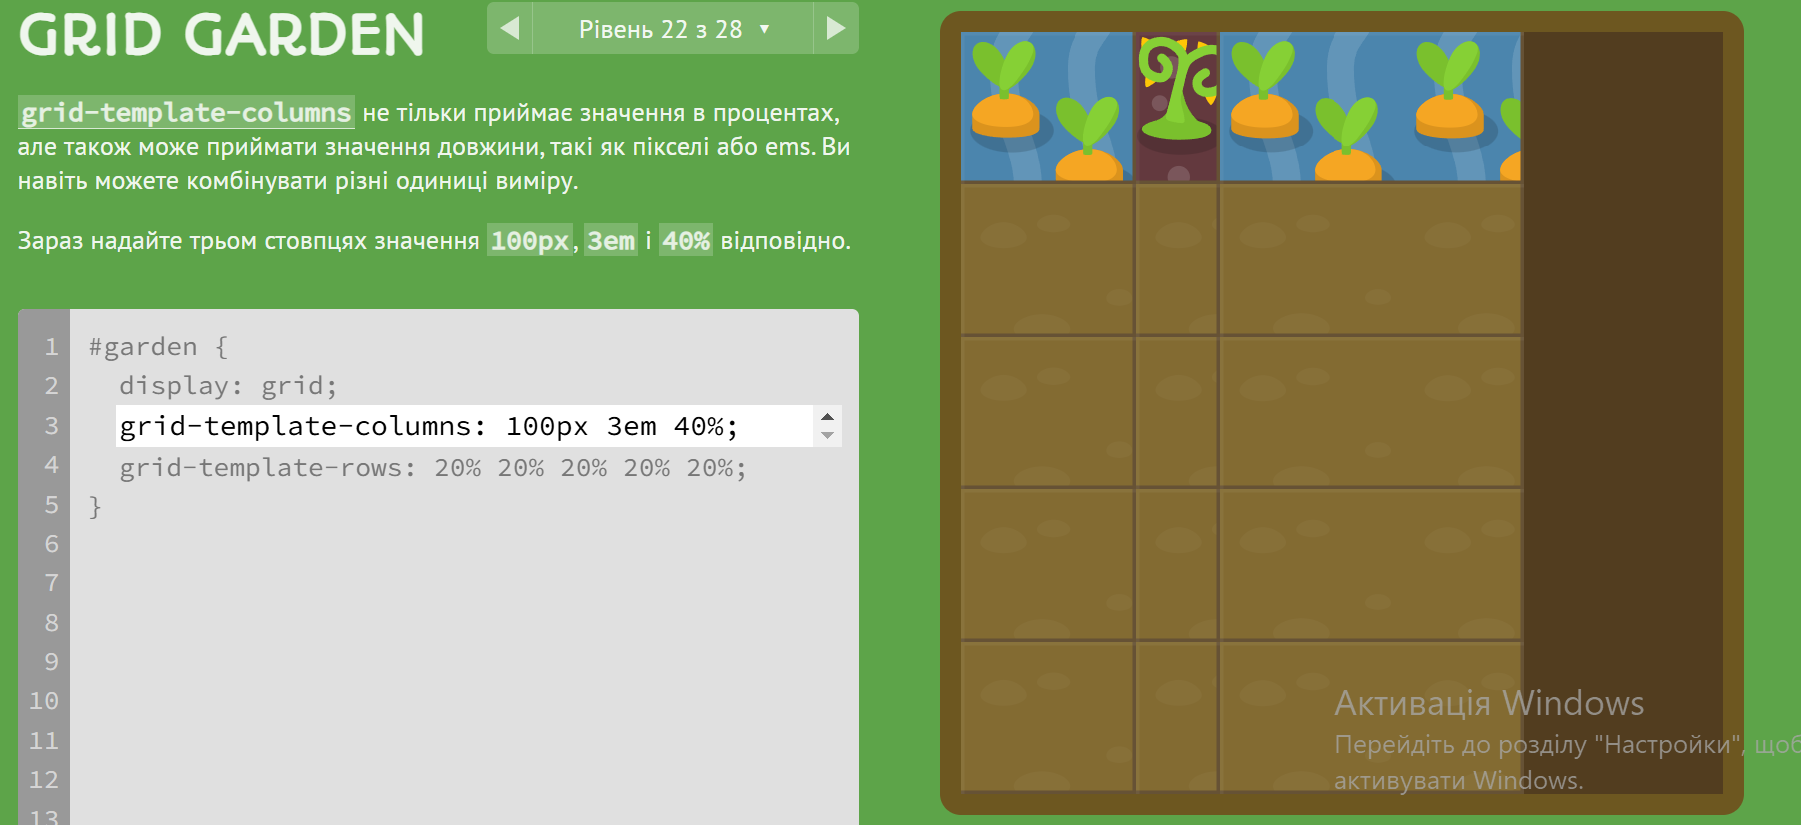 GRID GARDEN
Рівень 22 з 28 ▼
grid-template-columns не тільки приймає значення в процентах,
але також може приймати значення довжини, такі як пікселі або ems. Ви
навіть можете комбінувати різні одиниці виміру.
Зараз надайте трьом стовпцях значення 100px, 3em і 40% відповідно.
1 #garden {
2 display: grid;
3 grid-template-columns: 100px 3em 40%;
4 grid-template-rows: 20% 20% 20% 20% 20%;
5 }
6
7
8
9
10
11
12
13
Активація Windows
Перейдіть до розділу "Настройки", щоб
активувати Windows.